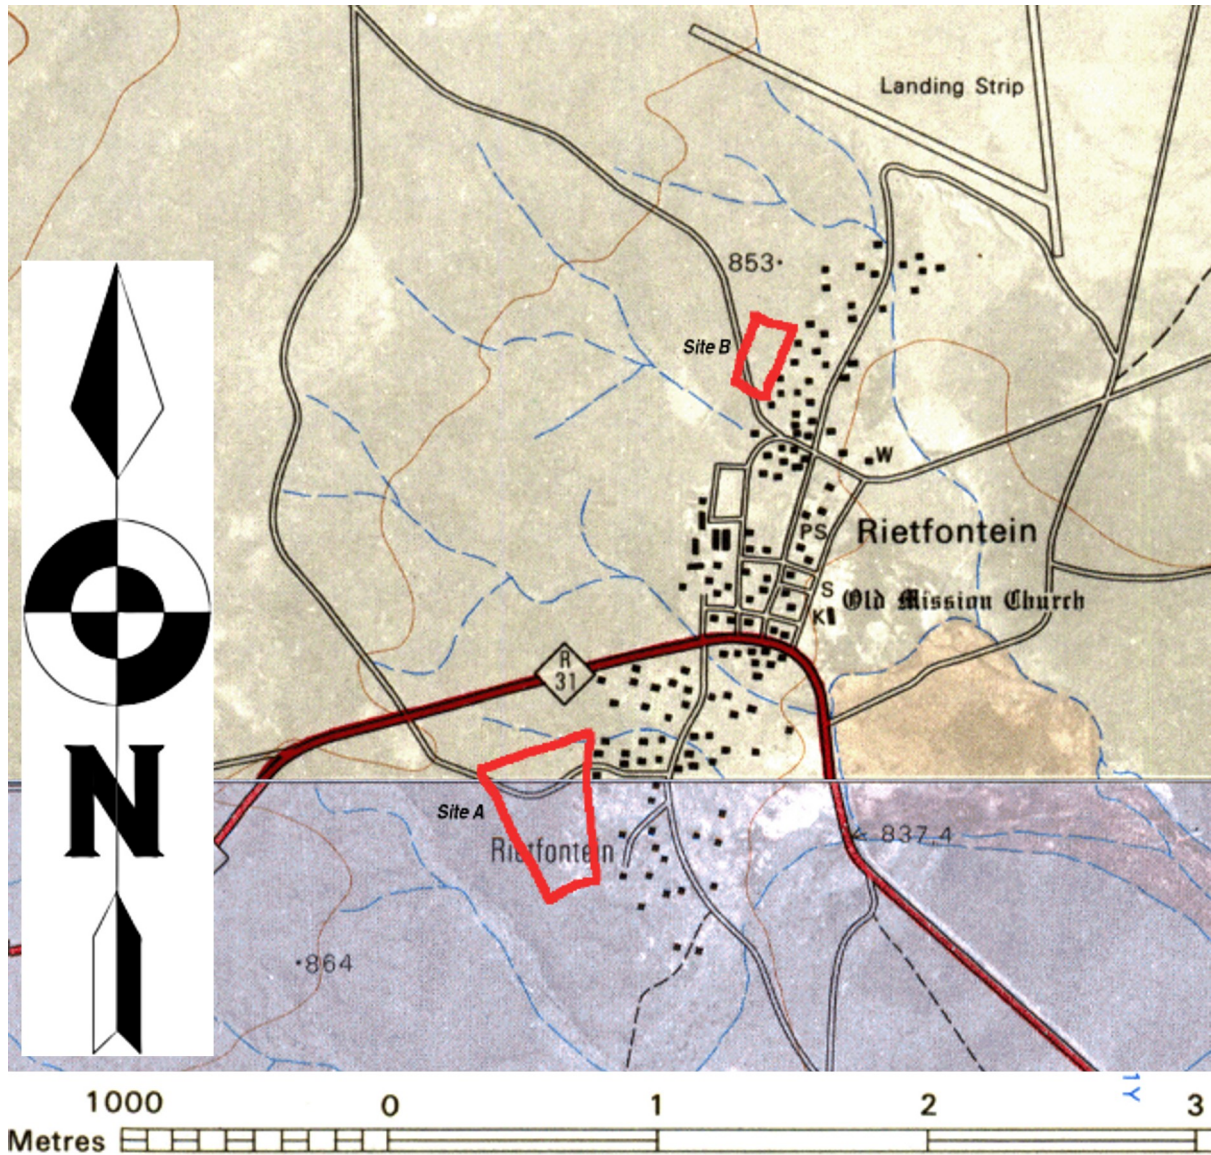 Landing Strip
853
Site B
W
PS
Rietfontein
S
Old Mission Church
K
R
31
N
Site A
837,4
Rietfontein
864
1Y
1000 0 1 2 3
Metres